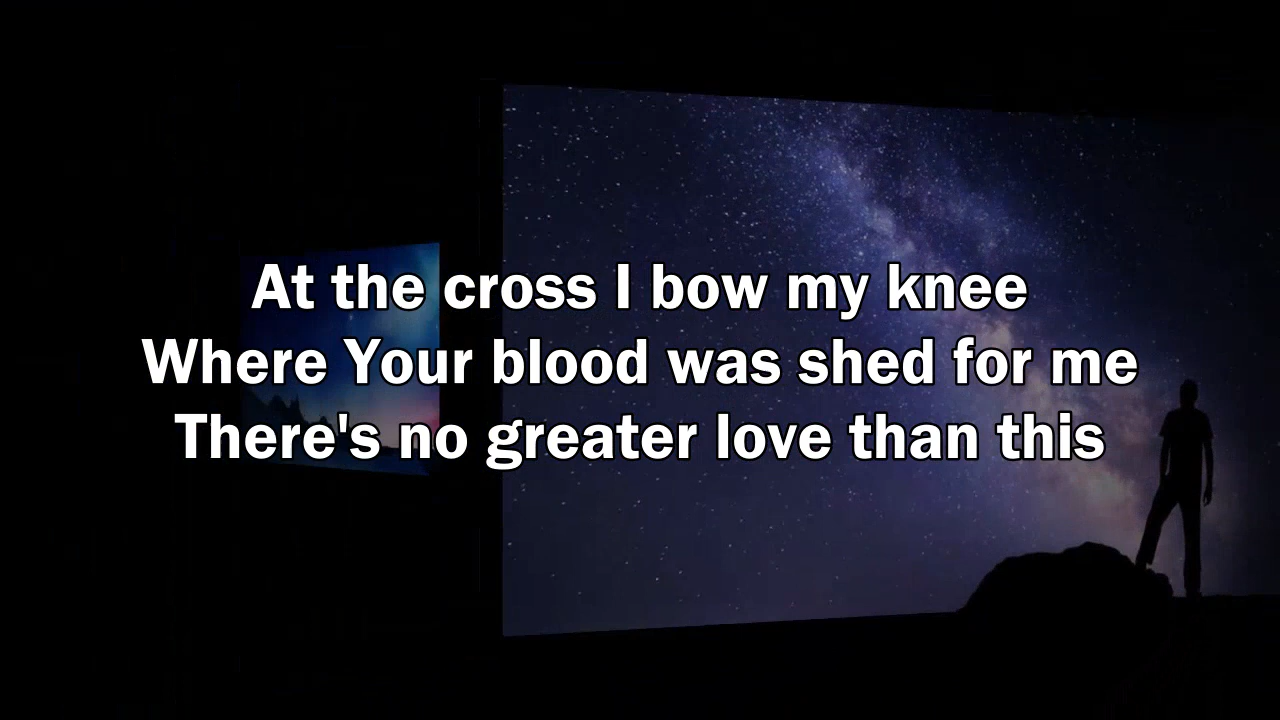 At the cross I bow my knee
Where Your blood was shed for me
There's no greater love than this